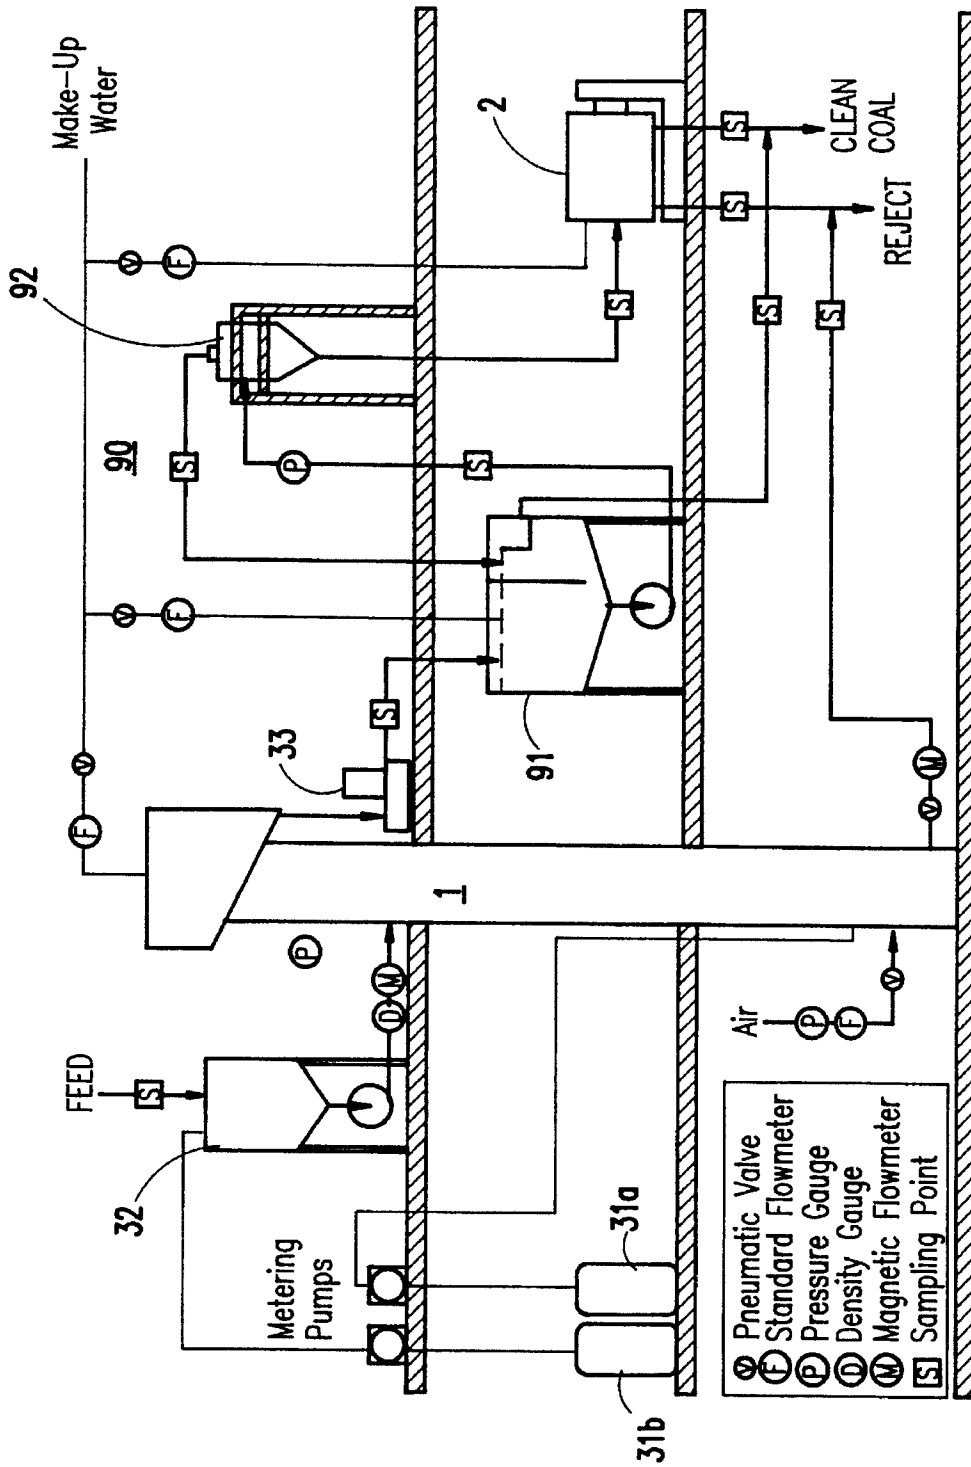 Make-Up
Water
92
90
FEED
33
32
2
1
Metering
Pumps
91
Air
31a
31b
CLEAN
COAL
REJECT
V Pneumatic Valve
F Standard Flowmeter
P Pressure Gauge
D Density Gauge
M Magnetic Flowmeter
S Sampling Point
F
V
V
F
V
F
S
P
S
S
S
P
D
M
S
S
S
S
S
P
F
V
V
M